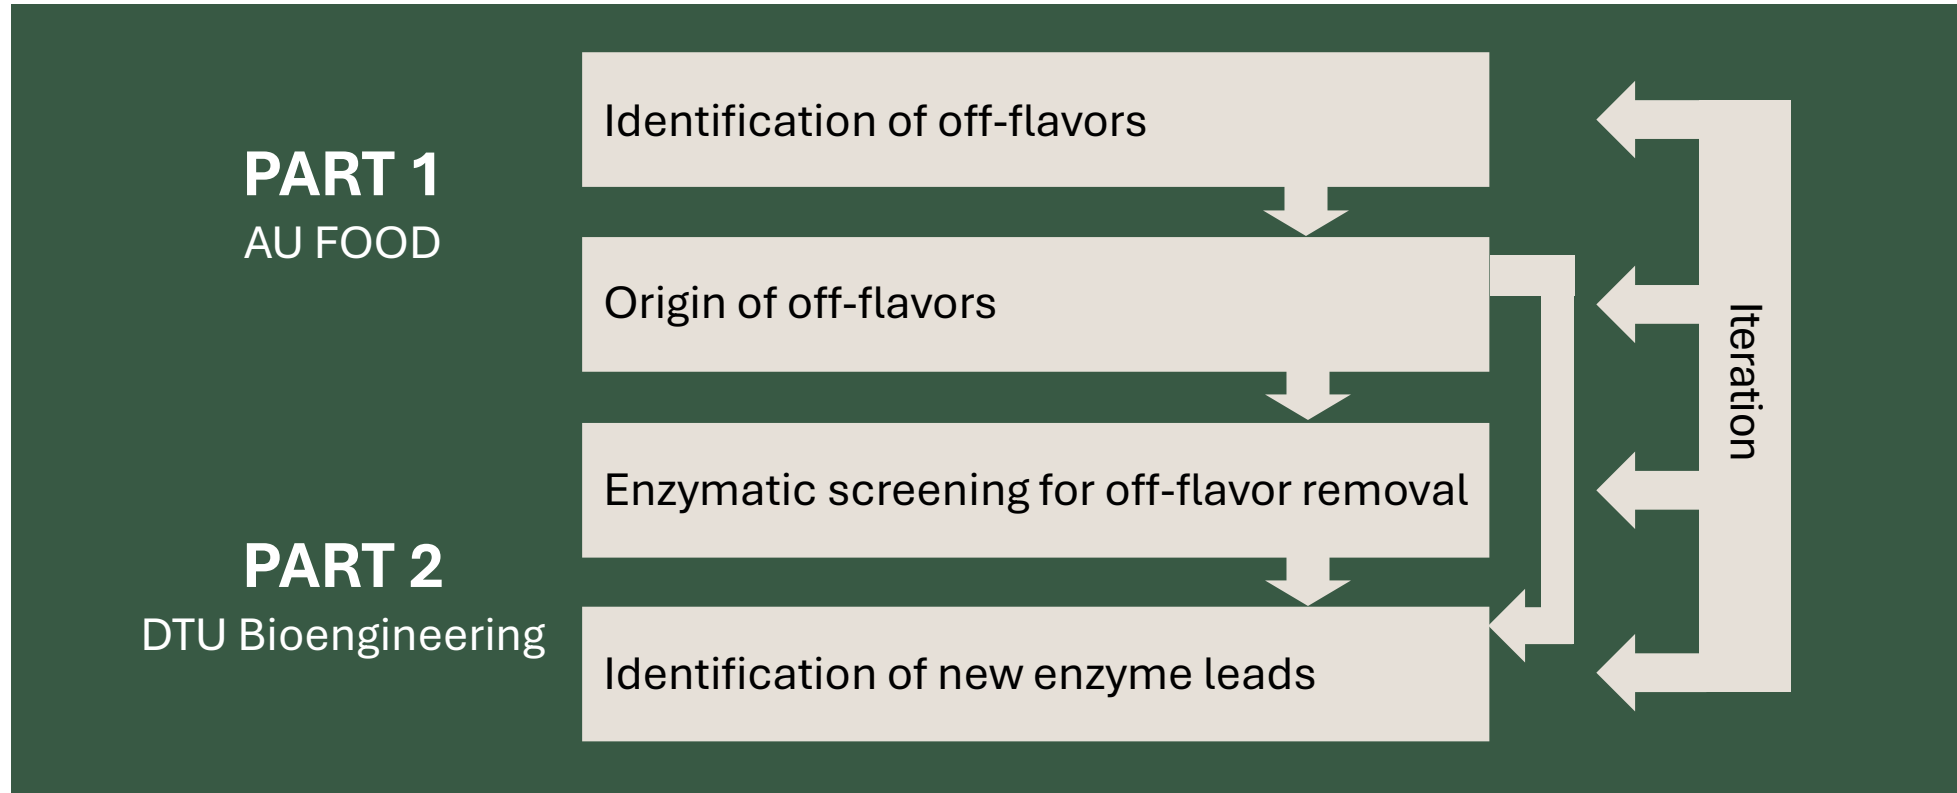 PART 1
AU FOOD
Identification of off-flavors
Origin of off-flavors
PART 2
DTU Bioengineering
Enzymatic screening for off-flavor removal
Identification of new enzyme leads
Iteration